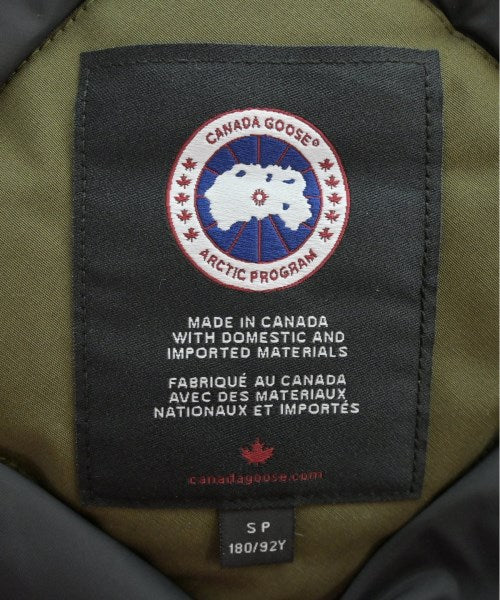 CANADA GOOSE®
ARCTIC PROGRAM
MADE IN CANADA
WITH DOMESTIC AND
IMPORTED MATERIALS
FABRIQUÉ AU CANADA
AVEC DES MATERIAUX
NATIONAUX ET IMPORTÉS
canadagoose.com
S P
180/92Y